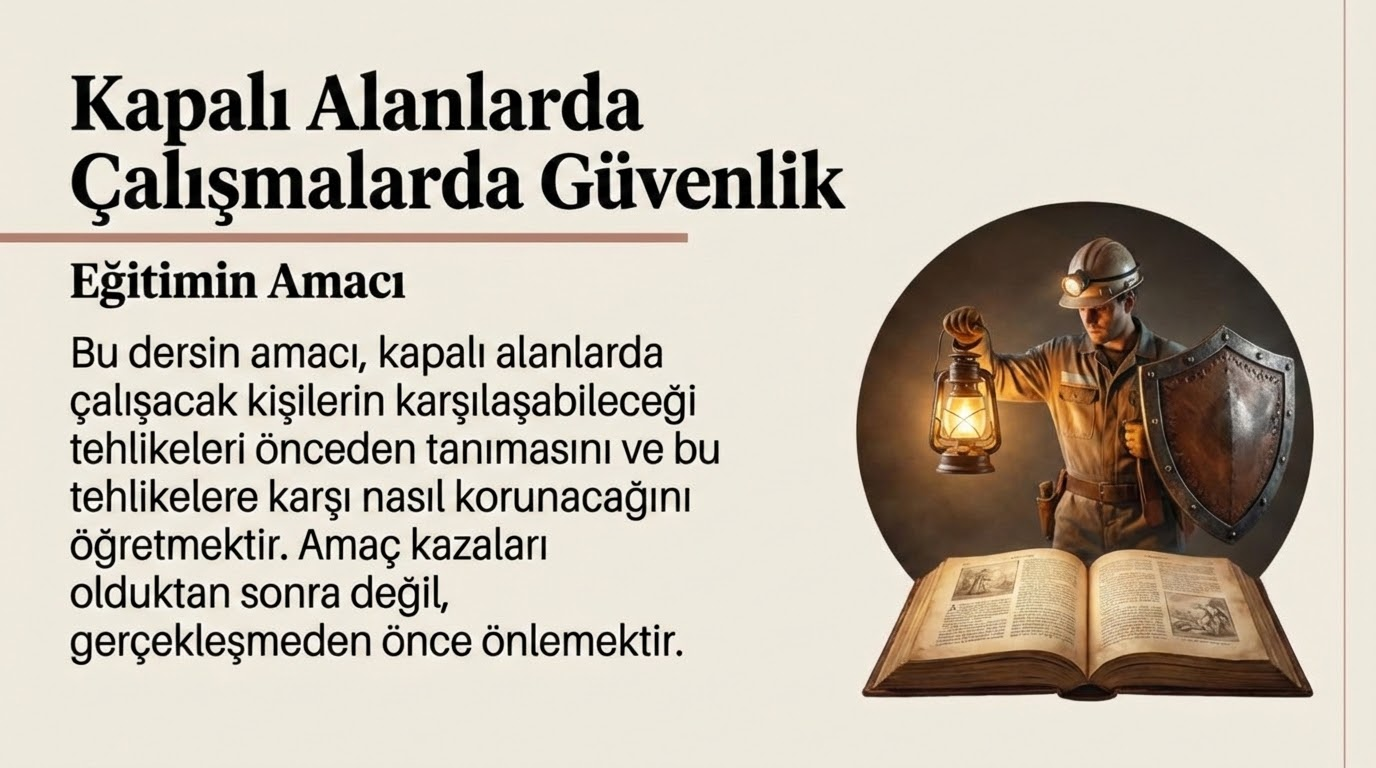 Kapalı Alanlarda
Çalışmalarda Güvenlik
Eğitimin Amacı
Bu dersin amacı, kapalı alanlarda
çalışacak kişilerin karşılaşabileceği
tehlikeleri önceden tanımasını ve bu
tehlikelere karşı nasıl korunacağını
öğretmektir. Amaç kazaları
olduktan sonra değil,
gerçekleşmeden önce önlemektir.